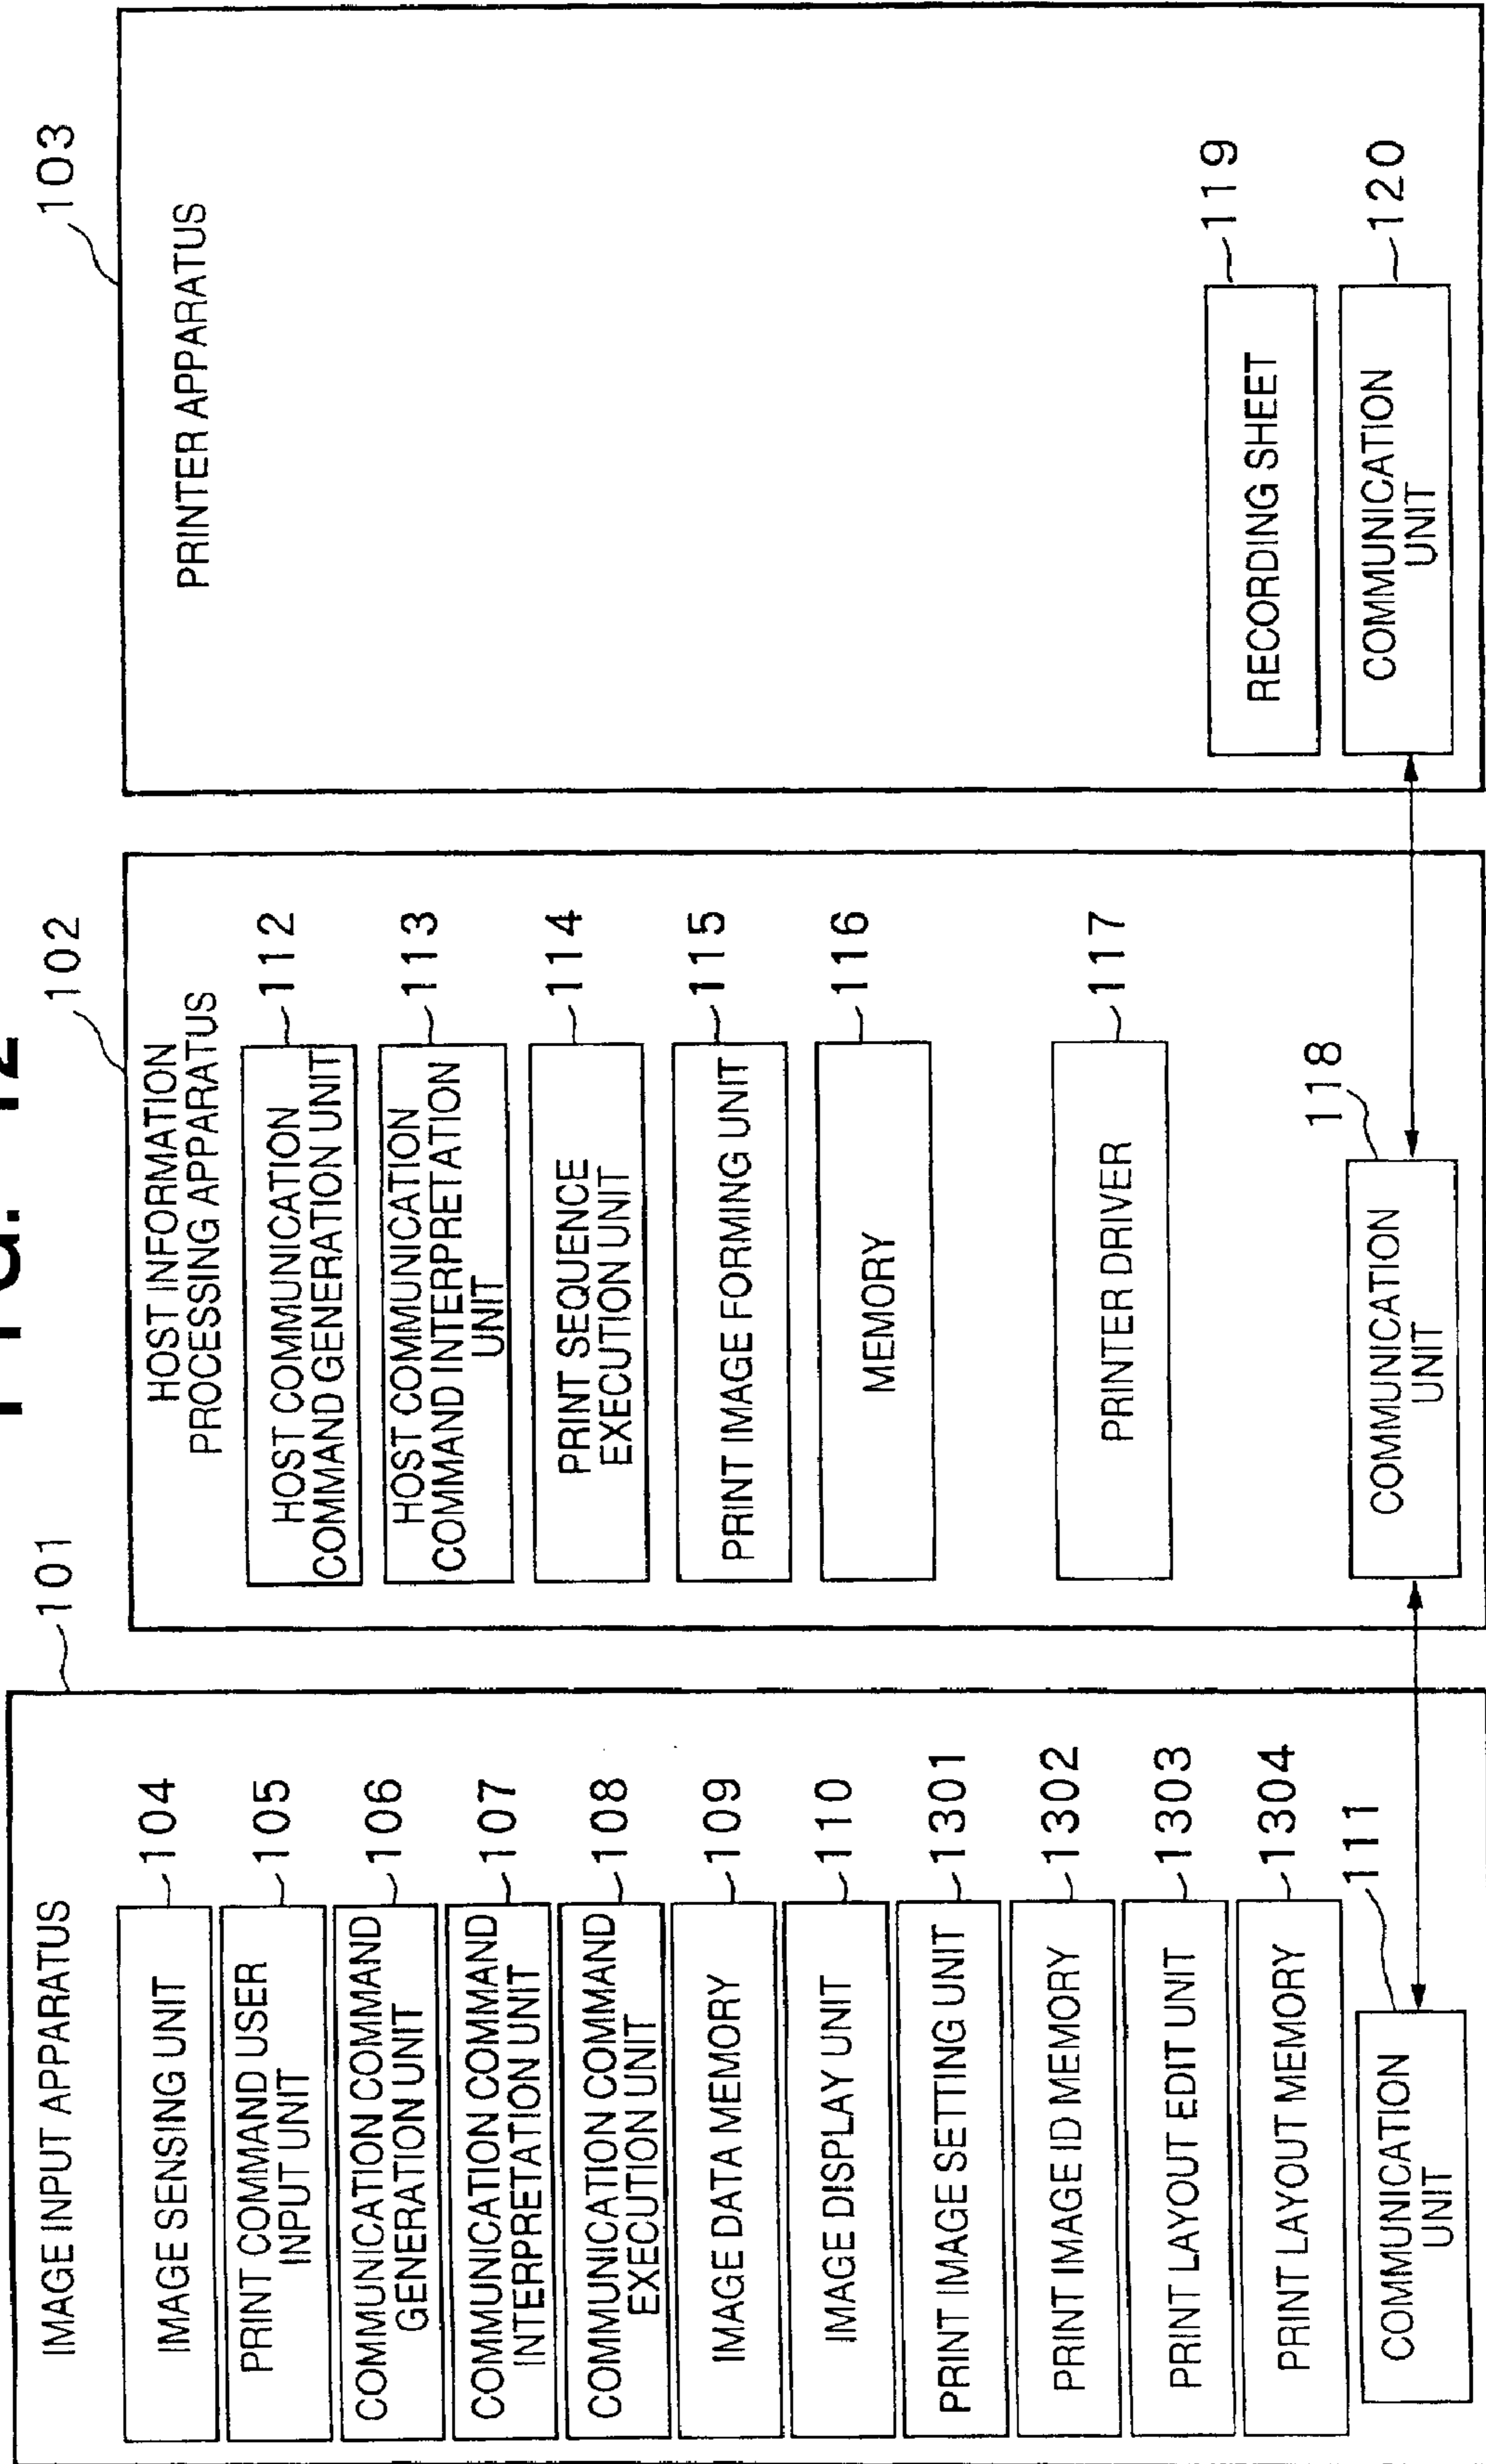 FIG. 12
101
IMAGE INPUT APPARATUS
IMAGE SENSING UNIT
104
PRINT COMMAND USER
INPUT UNIT
105
COMMUNICATION COMMAND
GENERATION UNIT
106
COMMUNICATION COMMAND
INTERPRETATION UNIT
107
COMMUNICATION COMMAND
EXECUTION UNIT
108
IMAGE DATA MEMORY
109
IMAGE DISPLAY UNIT
110
PRINT IMAGE SETTING UNIT
1301
PRINT IMAGE ID MEMORY
1302
PRINT LAYOUT EDIT UNIT
1303
PRINT LAYOUT MEMORY
1304
COMMUNICATION
UNIT
111
102
HOST INFORMATION
PROCESSING APPARATUS
HOST COMMUNICATION
COMMAND GENERATION UNIT
112
HOST COMMUNICATION
COMMAND INTERPRETATION
UNIT
113
PRINT SEQUENCE
EXECUTION UNIT
114
PRINT IMAGE FORMING UNIT
115
MEMORY
116
PRINTER DRIVER
117
COMMUNICATION
UNIT
118
103
PRINTER APPARATUS
RECORDING SHEET
119
COMMUNICATION
UNIT
120